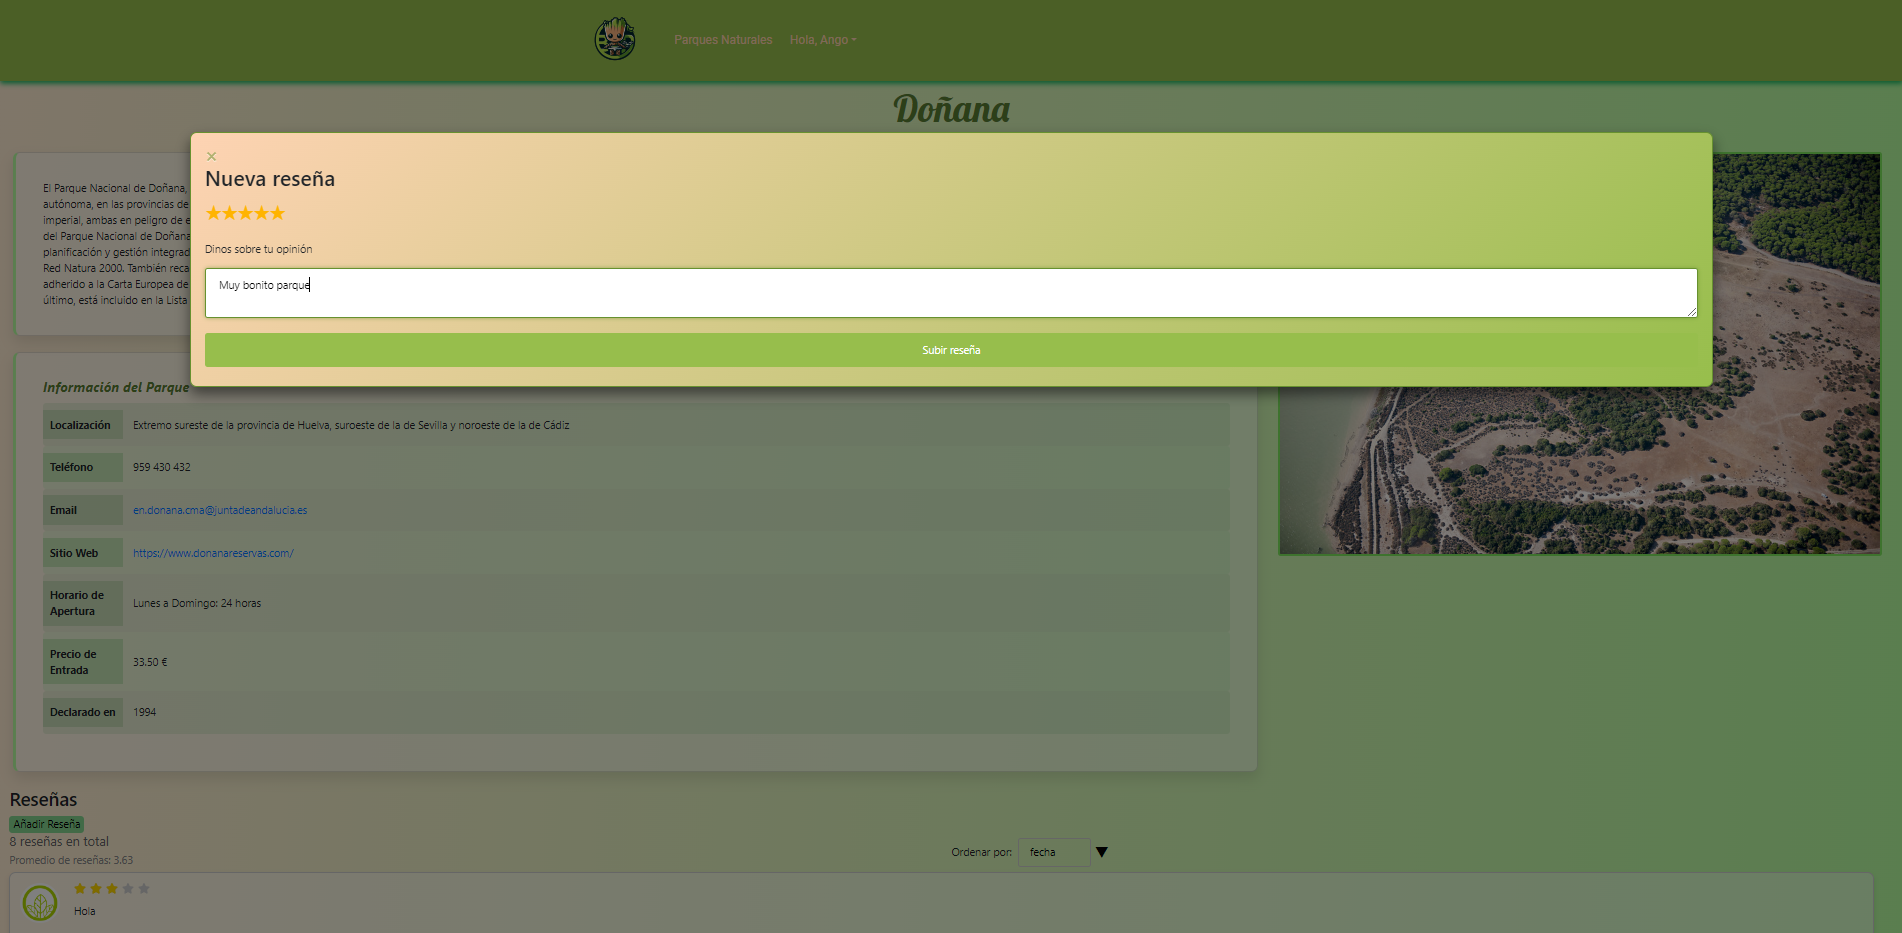 Parques Naturales
Hola, Ango
Doñana
×
Nueva reseña
Dinos sobre tu opinión
Muy bonito parque
Subir reseña
El Parque Nacional de Doñana,
autónoma, en las provincias de
imperial, ambas en peligro de e
del Parque Nacional de Doñana
planificación y gestión integrad
Red Natura 2000. También reca
adherido a la Carta Europea de
último, está incluido en la Lista
Información del Parque
Localización Extremo sureste de la provincia de Huelva, suroeste de la de Sevilla y noroeste de la de Cádiz
Teléfono 959 430 432
Email en.donana.cma@juntadeandalucia.es
Sitio Web https://www.donanareservas.com/
Horario de
Apertura Lunes a Domingo: 24 horas
Precio de
Entrada 33.50 €
Declarado en 1994
Reseñas
Añadir Reseña
8 reseñas en total
Promedio de reseñas: 3.63
Ordenar por: fecha
Hola